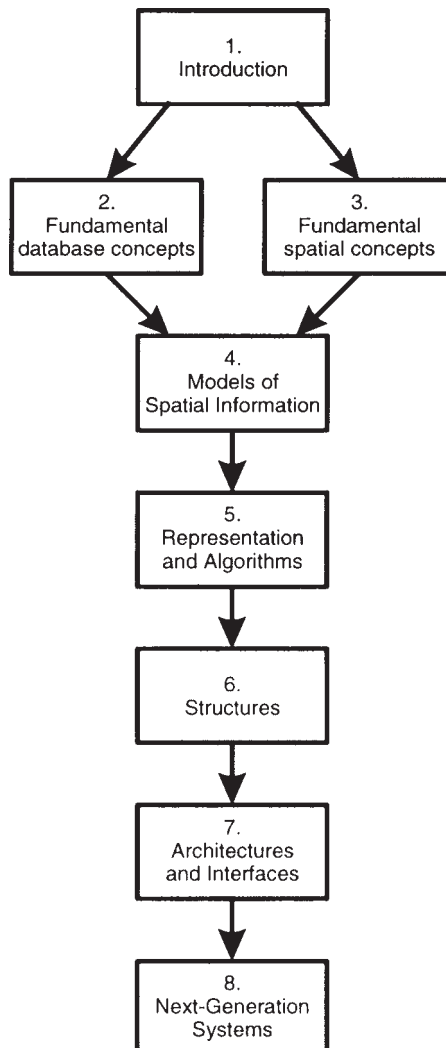 1.
Introduction
2.
Fundamental
database concepts
3.
Fundamental
spatial concepts
4.
Models of
Spatial Information
5.
Representation
and Algorithms
6.
Structures
7.
Architectures
and Interfaces
8.
Next-Generation
Systems